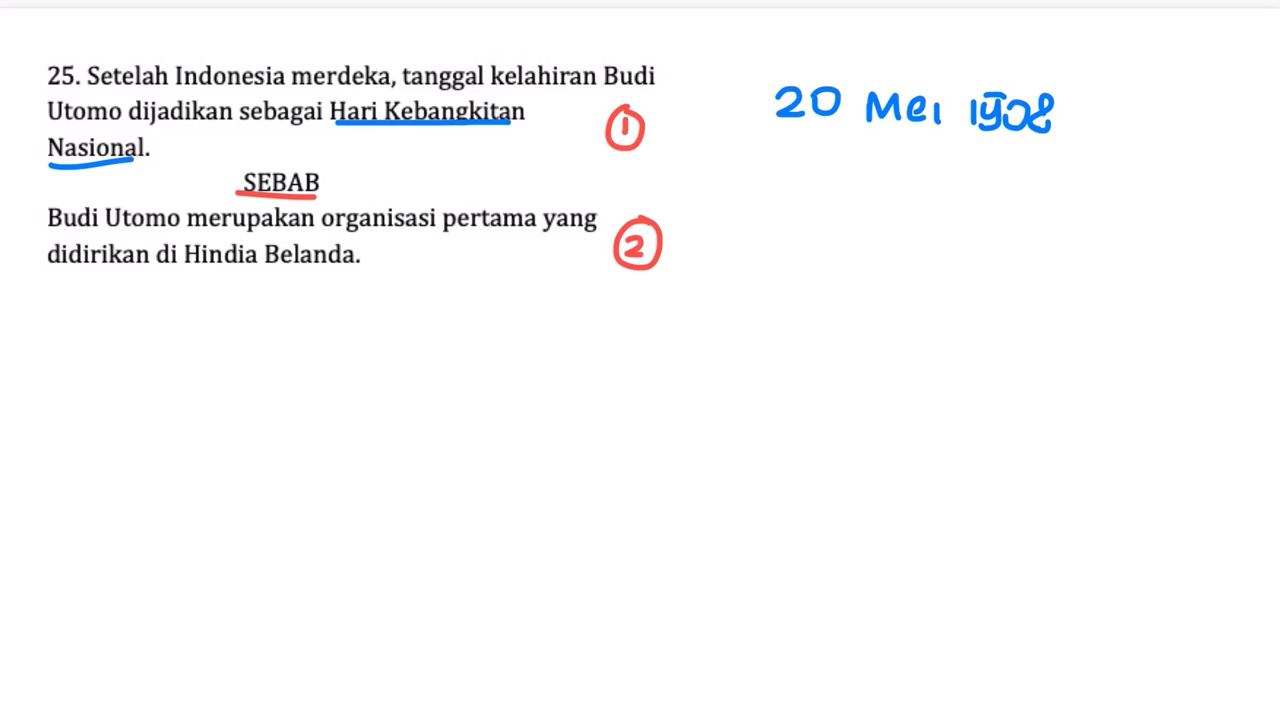 25. Setelah Indonesia merdeka, tanggal kelahiran Budi
Utomo dijadikan sebagai Hari Kebangkitan
Nasional.
SEBAB
Budi Utomo merupakan organisasi pertama yang
didirikan di Hindia Belanda.
1
2
20 Mei 1908